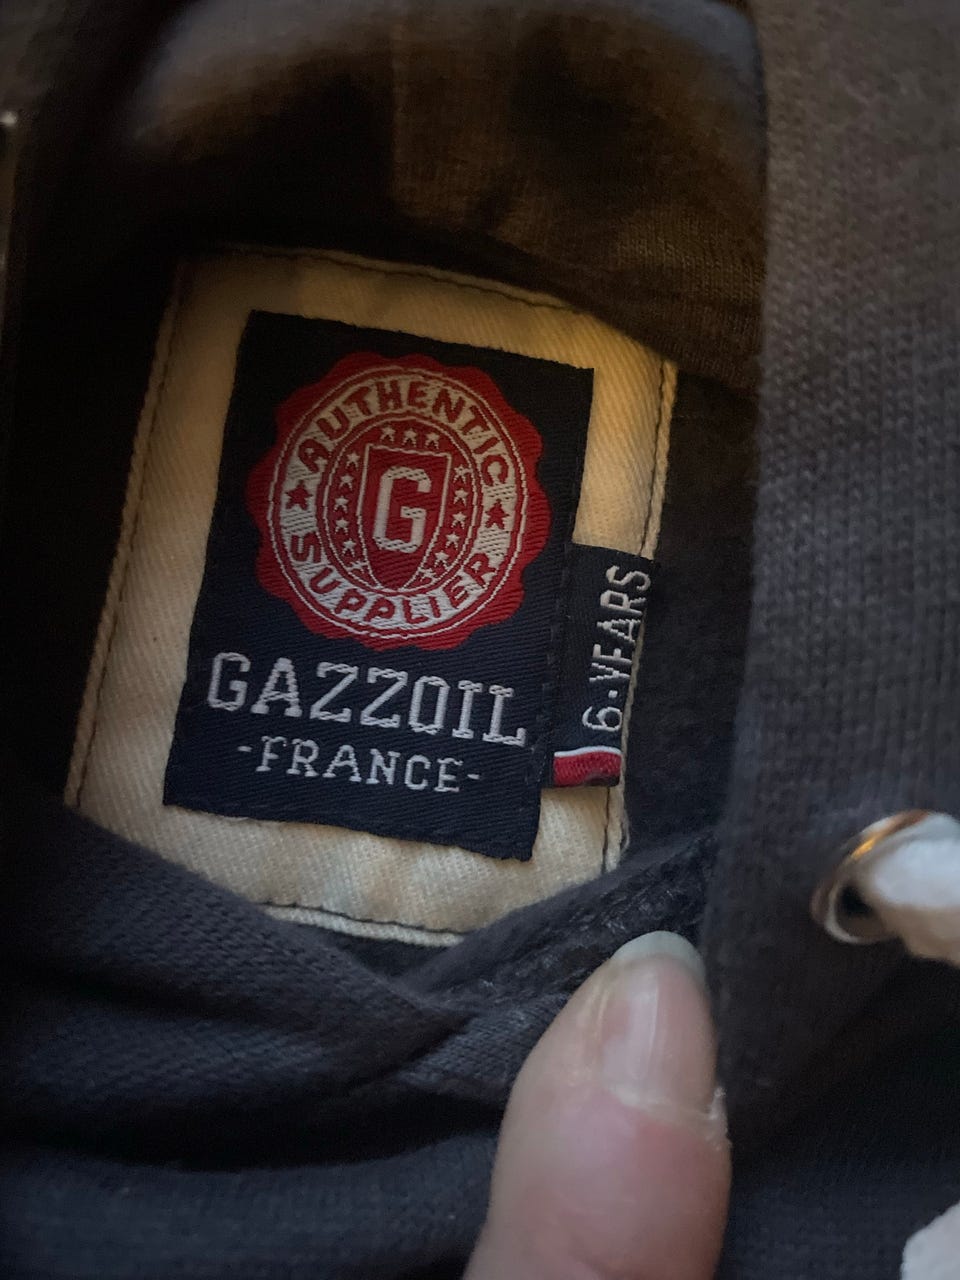 AUTHENTIC
G
SUPPLIER
GAZZOIL
-FRANCE-
6·YEARS